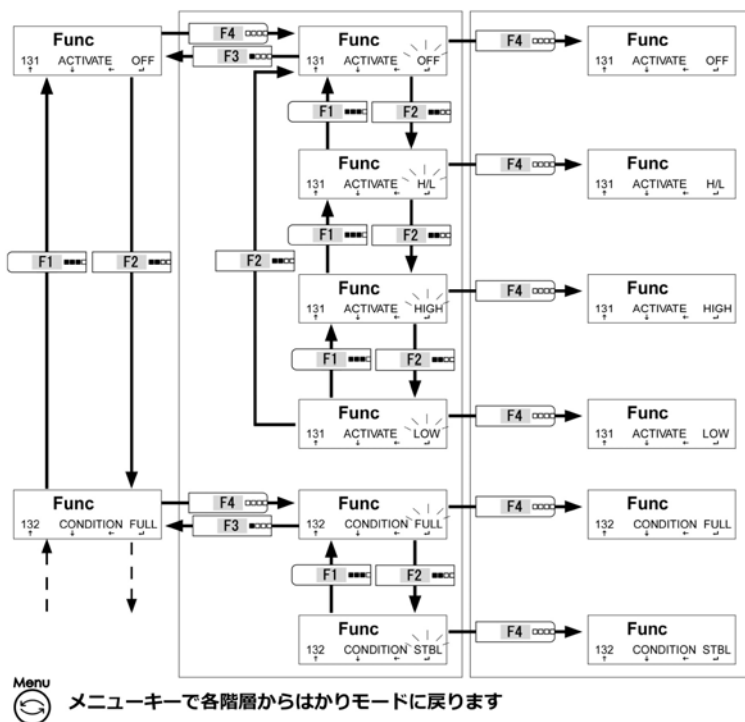 F4
F3
Func
131 ACTIVATE OFF
↑ ↓ ← ↵
Func
131 ACTIVATE OFF
↑ ↓ ← ↵
F4
Func
131 ACTIVATE OFF
↑ ↓ ← ↵
F1
F2
Func
131 ACTIVATE H/L
↑ ↓ ← ↵
F4
Func
131 ACTIVATE H/L
↑ ↓ ← ↵
F1
F2
F1
F2
F2
Func
131 ACTIVATE HIGH
↑ ↓ ← ↵
F4
Func
131 ACTIVATE HIGH
↑ ↓ ← ↵
F1
F2
Func
131 ACTIVATE LOW
↑ ↓ ← ↵
F4
Func
131 ACTIVATE LOW
↑ ↓ ← ↵
Func
132 CONDITION FULL
↑ ↓ ← ↵
F4
F3
Func
132 CONDITION FULL
↑ ↓ ← ↵
F4
Func
132 CONDITION FULL
↑ ↓ ← ↵
F1
F2
Func
132 CONDITION STBL
↑ ↓ ← ↵
F4
Func
132 CONDITION STBL
↑ ↓ ← ↵
Menu
メニューキーで各階層からはかりモードに戻ります